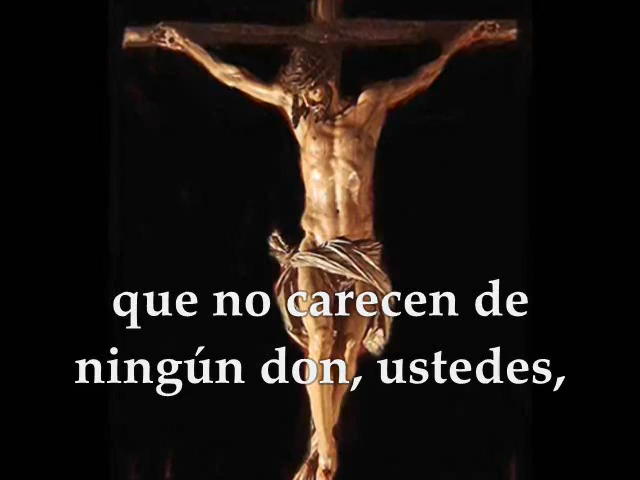 que no carecen de
ningún don, ustedes,